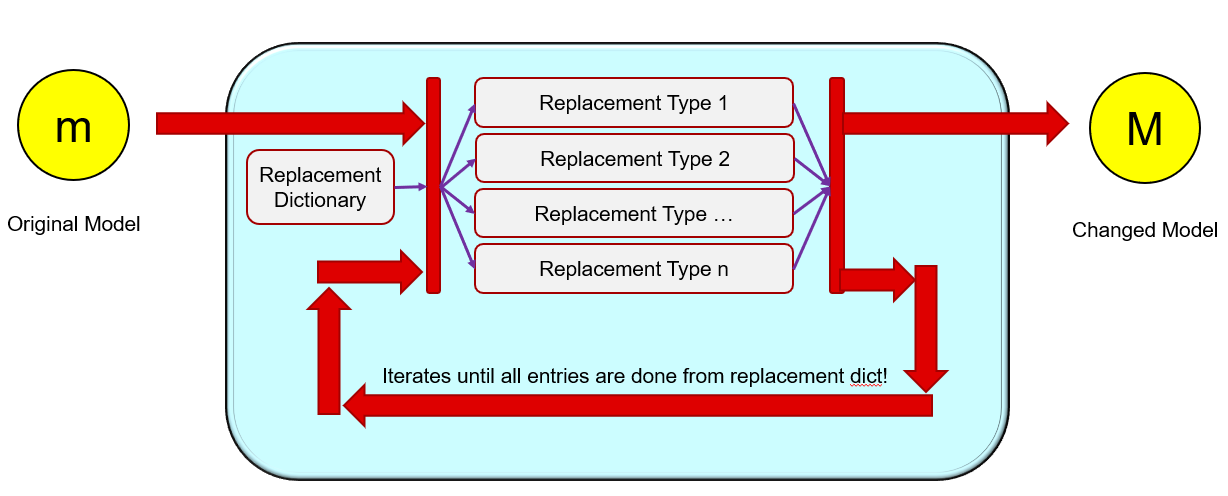 m
Original Model
Replacement
Dictionary
Replacement Type 1
Replacement Type 2
Replacement Type …
Replacement Type n
Iterates until all entries are done from replacement dict!
M
Changed Model